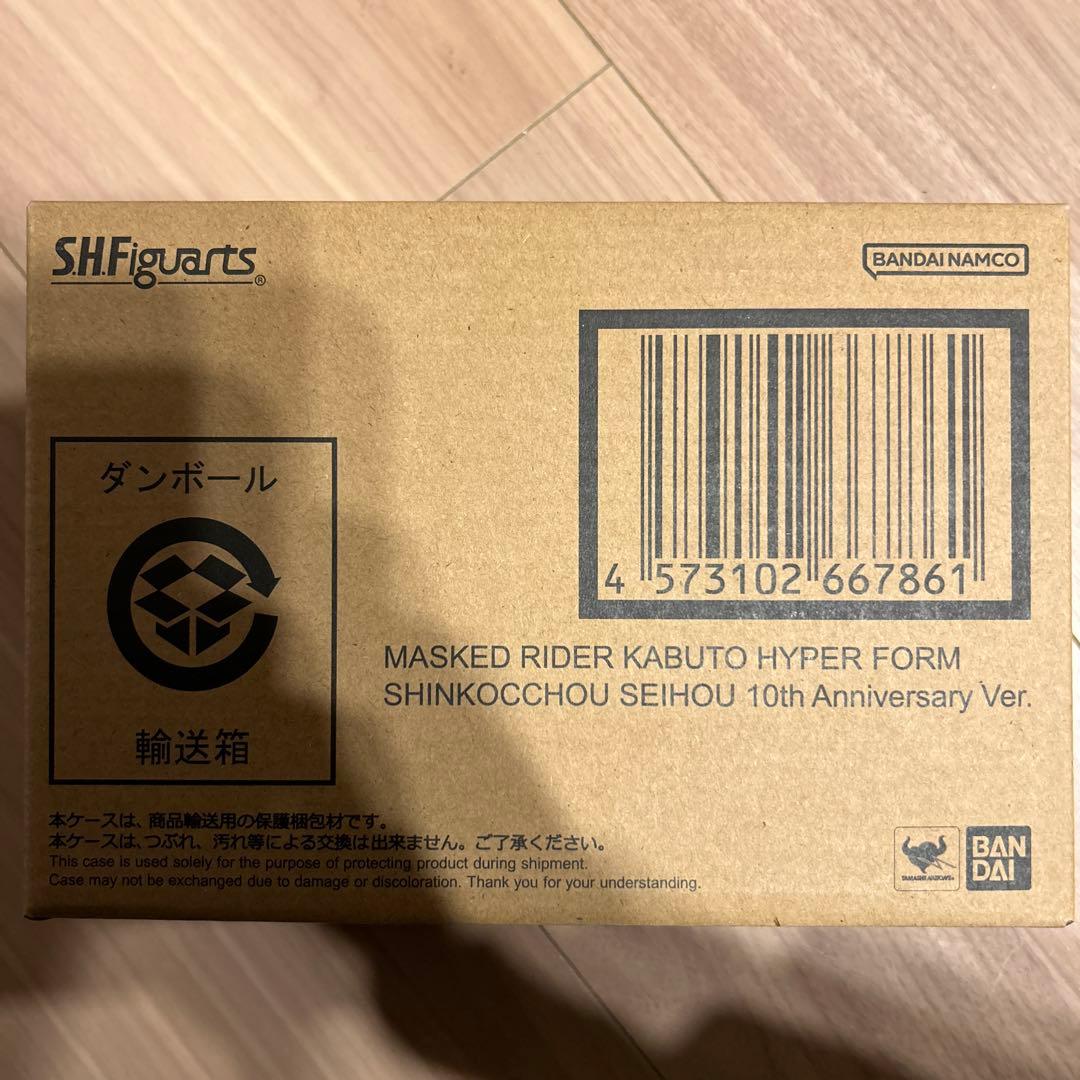 S.H.Figuarts®
BANDAI NAMCO
4 573102 667861
ダンボール
輸送箱
MASKED RIDER KABUTO HYPER FORM
SHINKOCCHOU SEIHOU 10th Anniversary Ver.
本ケースは、商品輸送用の保護梱包材です。
本ケースは、つぶれ、汚れ等による交換は出来ません。ご了承ください。
This case is used solely for the purpose of protecting product during shipment.
Case may not be exchanged due to damage or discoloration. Thank you for your understanding.
TAMASHII NATIONS
BAN
DAI